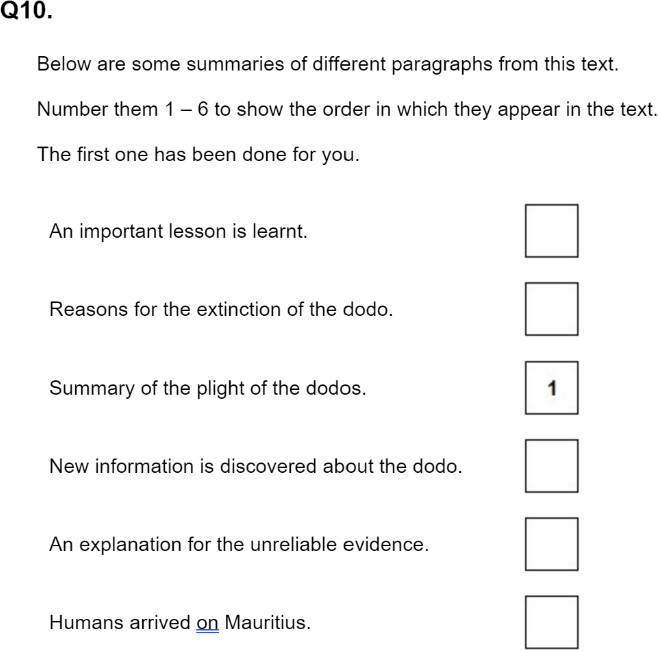 Q10.
Below are some summaries of different paragraphs from this text.
Number them 1 – 6 to show the order in which they appear in the text.
The first one has been done for you.
An important lesson is learnt.
Reasons for the extinction of the dodo.
Summary of the plight of the dodos. 1
New information is discovered about the dodo.
An explanation for the unreliable evidence.
Humans arrived on Mauritius.